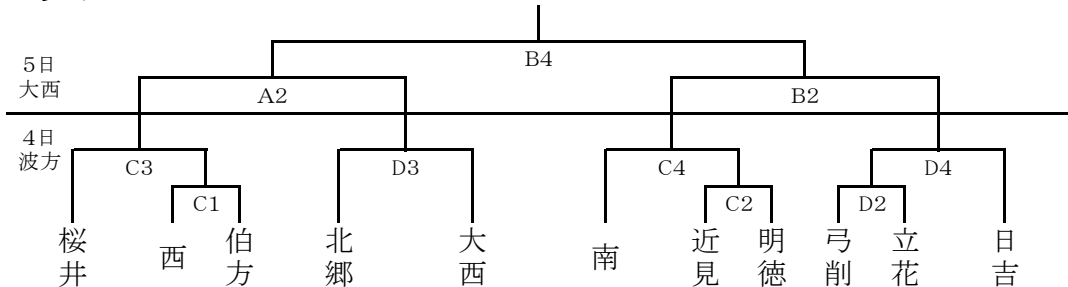 B4
5日
大西
A2
B2
4日
波方
C3
D3
C4
D4
C1
C2
D2
桜井
西
伯方
北郷
大西
南
近見
明徳
弓削
立花
日吉